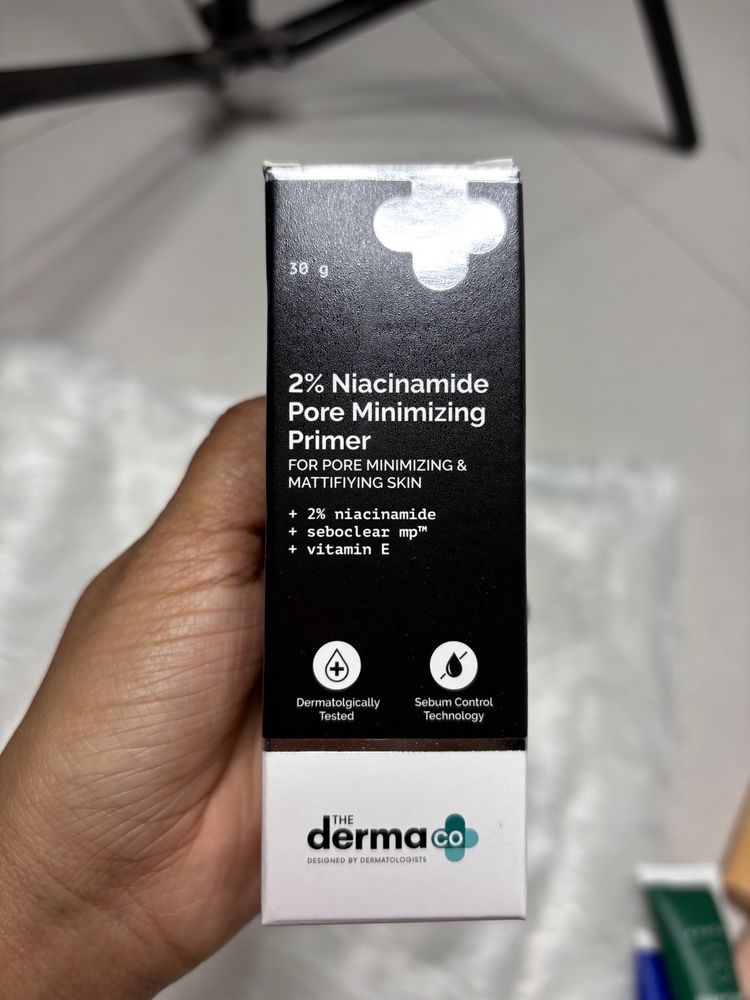 30 g
2% Niacinamide
Pore Minimizing
Primer
FOR PORE MINIMIZING &
MATTIFIYING SKIN
+ 2% niacinamide
+ seboclear mp™
+ vitamin E
Dermatolgically
Tested
Sebum Control
Technology
THE
derma co
DESIGNED BY DERMATOLOGISTS